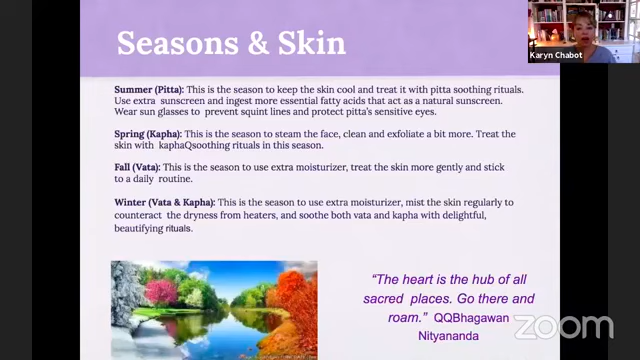 Seasons & Skin
Karyn Chabot
Summer (Pitta): This is the season to keep the skin cool and treat it with pitta soothing rituals.
Use extra sunscreen and ingest more essential fatty acids that act as a natural sunscreen.
Wear sun glasses to prevent squint lines and protect pitta's sensitive eyes.
Spring (Kapha): This is the season to steam the face, clean and exfoliate a bit more. Treat the
skin with kaphaQsoothing rituals in this season.
Fall (Vata): This is the season to use extra moisturizer, treat the skin more gently and stick
to a daily routine.
Winter (Vata & Kapha): This is the season to use extra moisturizer, mist the skin regularly to
counteract the dryness from heaters, and soothe both vata and kapha with delightful,
beautifying rituals.
“The heart is the hub of all
sacred places. Go there and
roam.” QQBhagawan
Nityananda
zoom